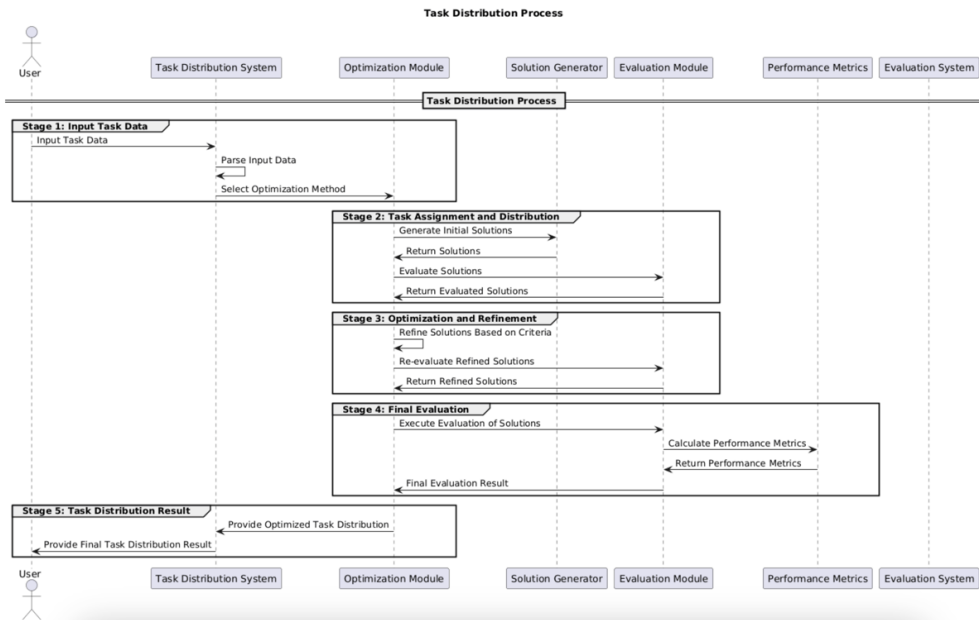 Task Distribution Process
User
Task Distribution System
Optimization Module
Solution Generator
Evaluation Module
Performance Metrics
Evaluation System
Task Distribution Process
Stage 1: Input Task Data
Input Task Data
Parse Input Data
Select Optimization Method
Stage 2: Task Assignment and Distribution
Generate Initial Solutions
Return Solutions
Evaluate Solutions
Return Evaluated Solutions
Stage 3: Optimization and Refinement
Refine Solutions Based on Criteria
Re-evaluate Refined Solutions
Return Refined Solutions
Stage 4: Final Evaluation
Execute Evaluation of Solutions
Calculate Performance Metrics
Return Performance Metrics
Final Evaluation Result
Stage 5: Task Distribution Result
Provide Optimized Task Distribution
Provide Final Task Distribution Result
User
Task Distribution System
Optimization Module
Solution Generator
Evaluation Module
Performance Metrics
Evaluation System